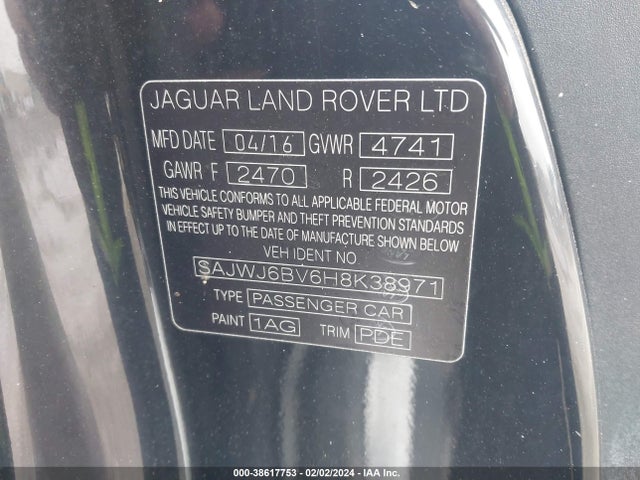 JAGUAR LAND ROVER LTD
MFD DATE 04/16 GVWR 4741
GAWR F 2470 R 2426
THIS VEHICLE CONFORMS TO ALL APPLICABLE FEDERAL MOTOR
VEHICLE SAFETY BUMPER AND THEFT PREVENTION STANDARDS
IN EFFECT UP TO THE DATE OF MANUFACTURE SHOWN BELOW
VEH IDENT NO
SAJWJ6BV6H8K38971
TYPE PASSENGER CAR
PAINT 1AG TRIM PDE
000-38617753 - 02/02/2024 - IAA Inc.